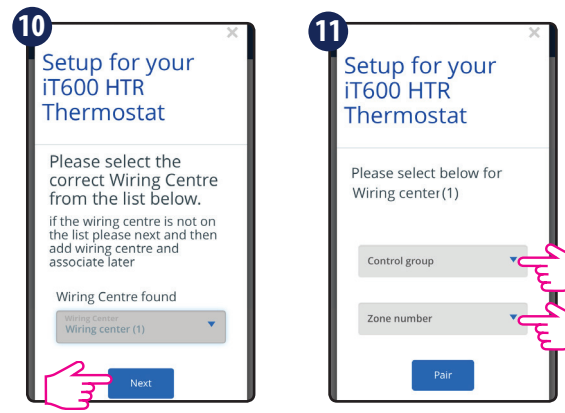 10
Setup for your
iT600 HTR
Thermostat
Please select the
correct Wiring Centre
from the list below.
if the wiring centre is not on
the list please next and then
add wiring centre and
associate later
Wiring Centre found
Wiring Center
Wiring center (1)
Next
11
Setup for your
iT600 HTR
Thermostat
Please select below for
Wiring center(1)
Control group
Zone number
Pair